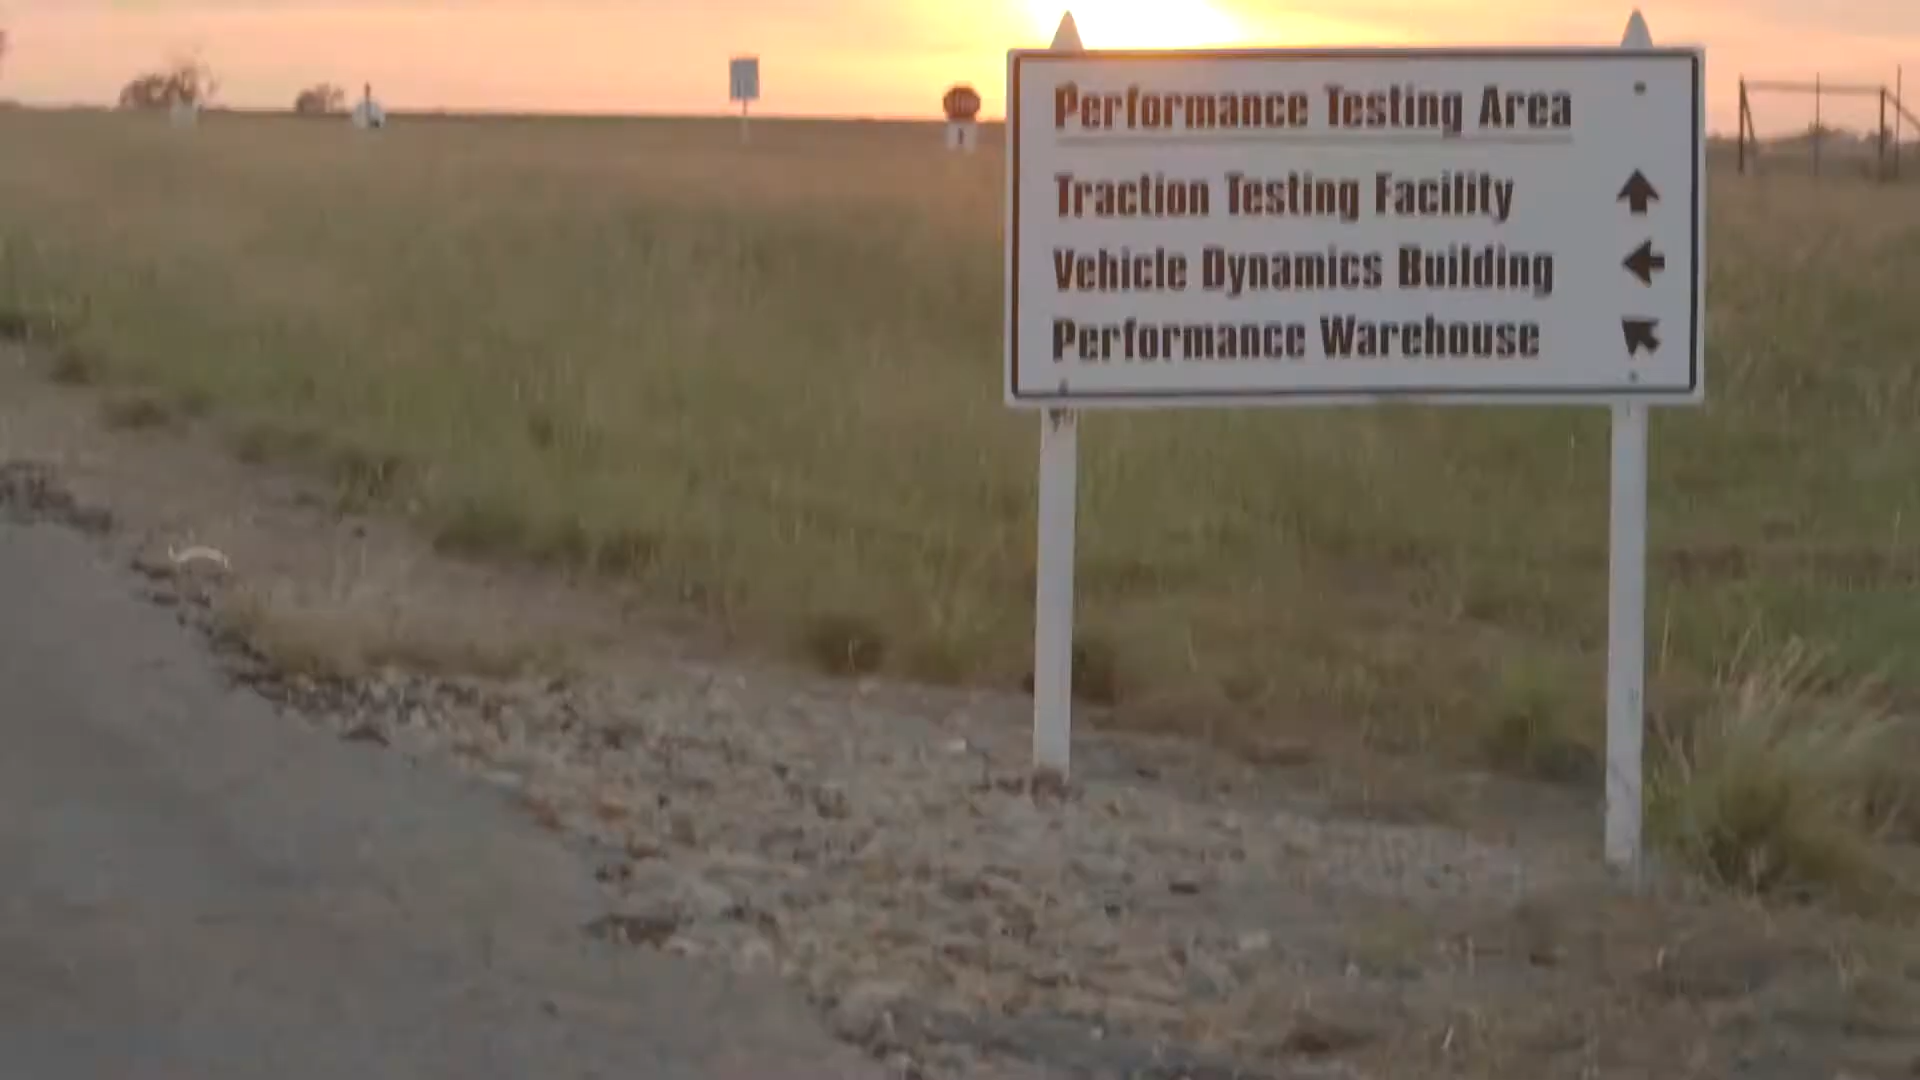 Performance Testing Area
Traction Testing Facility
Vehicle Dynamics Building
Performance Warehouse